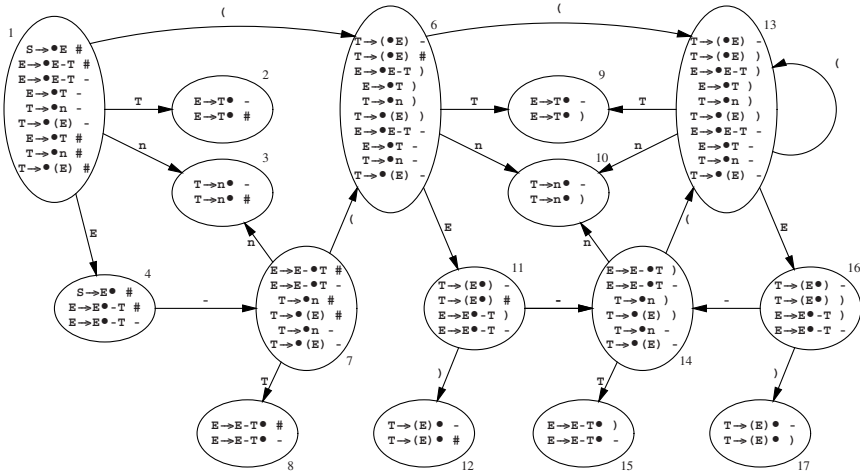 (
(
1
S→●E #
E→●E-T #
E→●E-T -
E→●T -
T→●n -
T→●(E) -
E→●T #
T→●n #
T→●(E) #
T
n
E
2
E→T● -
E→T● #
3
T→n● -
T→n● #
6
T→(●E) -
T→(●E) #
E→●E-T )
E→●T )
T→●n )
T→●(E) )
E→●E-T -
E→●T -
T→●n -
T→●(E) -
T
n
E
9
E→T● -
E→T● )
10
T→n● -
T→n● )
13
T→(●E) -
T→(●E) )
E→●E-T )
E→●T )
T→●n )
T→●(E) )
E→●E-T -
E→●T -
T→●n -
T→●(E) -
T
n
E
(
4
S→E● #
E→E●-T #
E→E●-T -
-
n
(
E→E-●T #
E→E-●T -
T→●n #
T→●(E) #
T→●n -
T→●(E) -
7
T
11
T→(E●) -
T→(E●) #
E→E●-T )
E→E●-T -
-
)
n
(
E→E-●T )
E→E-●T -
T→●n )
T→●(E) )
T→●n -
T→●(E) -
14
T
-
16
T→(E●) -
T→(E●) )
E→E●-T )
E→E●-T -
)
E→E-T● #
E→E-T● -
8
T→(E)● -
T→(E)● #
12
E→E-T● )
E→E-T● -
15
T→(E)● -
T→(E)● )
17